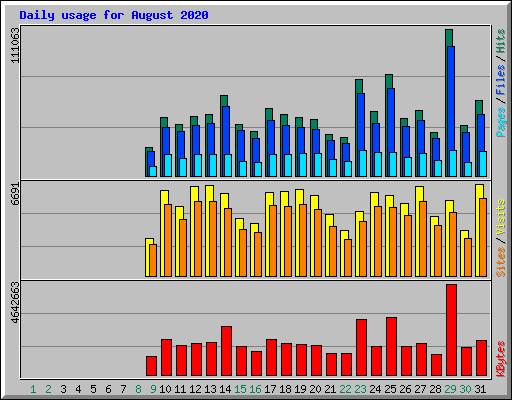 Daily usage for August 2020
111063
Pages / Files / Hits
6691
Sites / Visits
4642663
KBytes
1 2 3 4 5 6 7 8 9 10 11 12 13 14 15 16 17 18 19 20 21 22 23 24 25 26 27 28 29 30 31